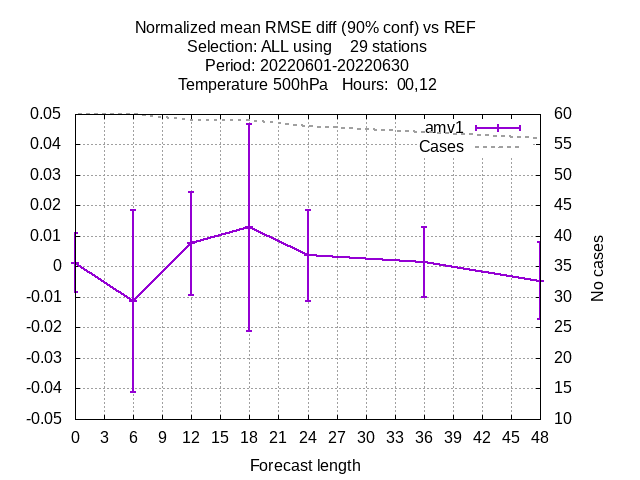 Normalized mean RMSE diff (90% conf) vs REF
Selection: ALL using    29 stations
Period: 20220601-20220630
Temperature 500hPa   Hours:  00,12
0.05
0.04
0.03
0.02
0.01
0
-0.01
-0.02
-0.03
-0.04
-0.05
amv1
Cases
60
55
50
45
40
35
30
25
20
15
10
No cases
0 3 6 9 12 15 18 21 24 27 30 33 36 39 42 45 48
Forecast length